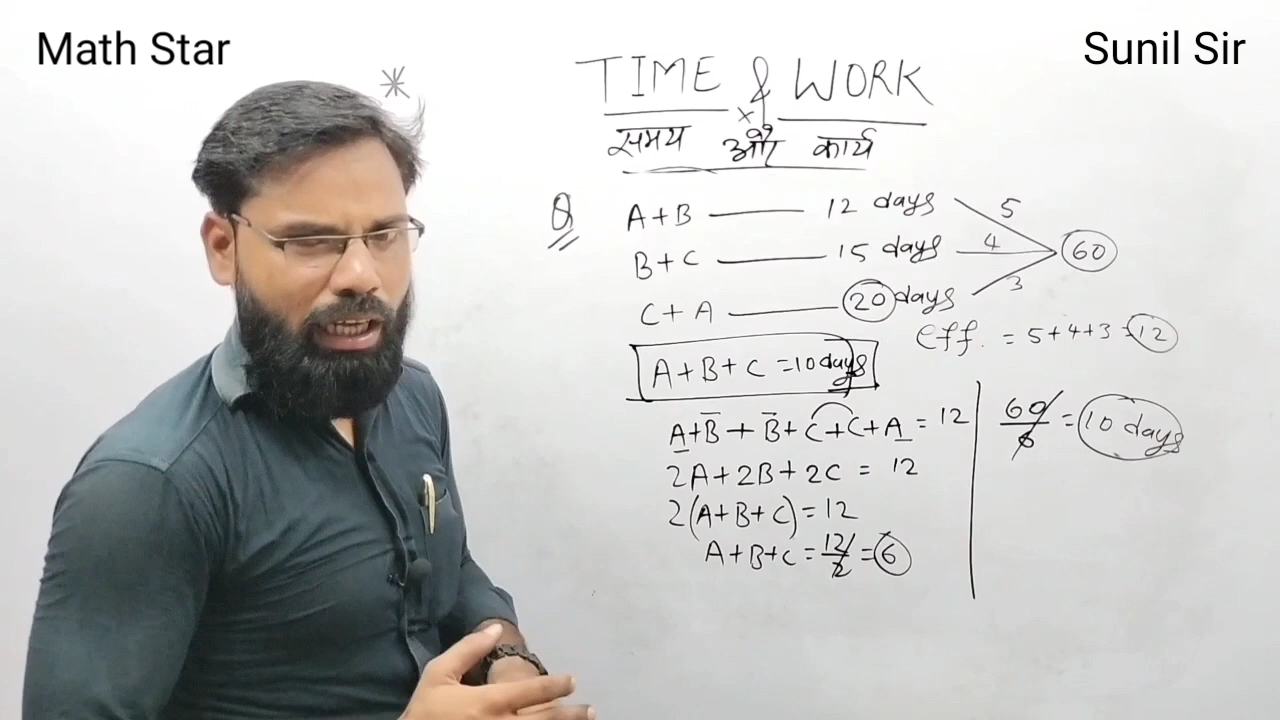 Math Star
Sunil Sir
*
TIME & WORK
समय और कार्य
Q
A+B —— 12 days 5
B+C —— 15 days 4 60
C+A —— 20 days 3
eff. = 5+4+3=12
A+B+C =10 days
A+B+B+C+C+A = 12
2A+2B+2C = 12
2(A+B+C)=12
A+B+C=12/2=6
60/6 = 10 days